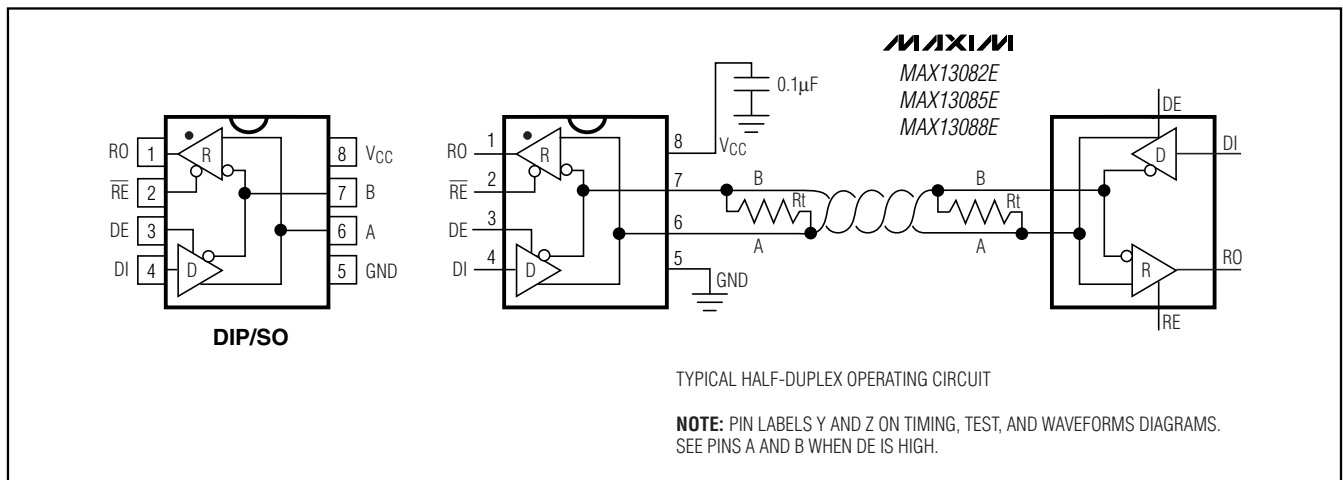 MAXIM
MAX13082E
MAX13085E
MAX13088E
0.1μF
RO 1
R
R̅E̅ 2
DE 3
DI 4
D
8 VCC
7 B
6 A
5 GND
DIP/SO
RO 1
R
R̅E̅ 2
DE 3
DI 4
D
8 VCC
7
6
5
GND
B
Rt
A
B
Rt
A
DE
D
DI
R
RO
RE
TYPICAL HALF-DUPLEX OPERATING CIRCUIT
NOTE: PIN LABELS Y AND Z ON TIMING, TEST, AND WAVEFORMS DIAGRAMS.
SEE PINS A AND B WHEN DE IS HIGH.